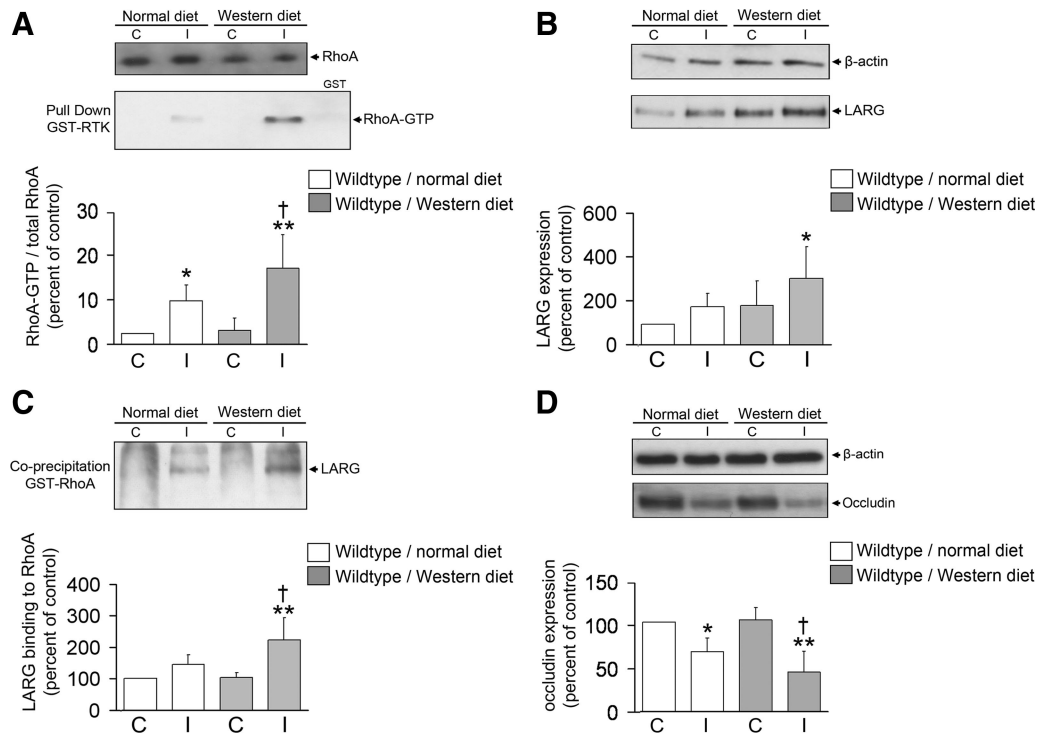 A
Normal diet Western diet
C I C I
RhoA
GST
Pull Down
GST-RTK
RhoA-GTP
Wildtype / normal diet
Wildtype / Western diet
RhoA-GTP / total RhoA
(percent of control)
30
20
10
0
*
†
**
C I C I
B
Normal diet Western diet
C I C I
β-actin
LARG
Wildtype / normal diet
Wildtype / Western diet
LARG expression
(percent of control)
600
400
200
0
*
C I C I
C
Normal diet Western diet
C I C I
Co-precipitation
GST-RhoA
LARG
Wildtype / normal diet
Wildtype / Western diet
LARG binding to RhoA
(percent of control)
400
300
200
100
0
†
**
C I C I
D
Normal diet Western diet
C I C I
β-actin
Occludin
Wildtype / normal diet
Wildtype / Western diet
occludin expression
(percent of control)
150
100
50
0
*
†
**
C I C I